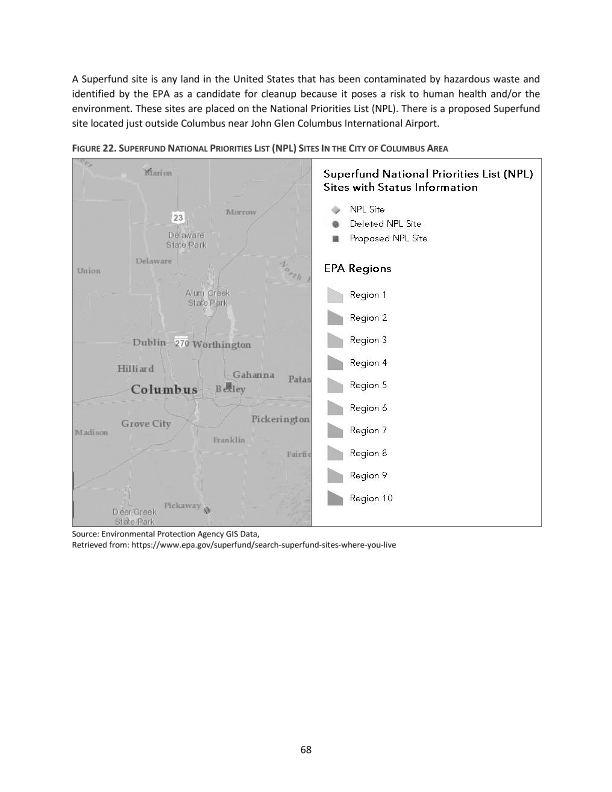 A Superfund site is any land in the United States that has been contaminated by hazardous waste and
identified by the EPA as a candidate for cleanup because it poses a risk to human health and/or the
environment. These sites are placed on the National Priorities List (NPL). There is a proposed Superfund
site located just outside Columbus near John Glen Columbus International Airport.
FIGURE 22. SUPERFUND NATIONAL PRIORITIES LIST (NPL) SITES IN THE CITY OF COLUMBUS AREA
Marion
23
Morrow
Delaware
State Park
Delaware
Union
North
Alum Creek
State Park
Dublin
270
Worthington
Hilliard
Gahanna
Patas
Columbus
Bexley
Grove City
Pickerington
Madison
Franklin
Fairfie
Pickaway
Deer Creek
State Park
Superfund National Priorities List (NPL)
Sites with Status Information
NPL Site
Deleted NPL Site
Proposed NPL Site
EPA Regions
Region 1
Region 2
Region 3
Region 4
Region 5
Region 6
Region 7
Region 8
Region 9
Region 10
Source: Environmental Protection Agency GIS Data,
Retrieved from: https://www.epa.gov/superfund/search-superfund-sites-where-you-live
68